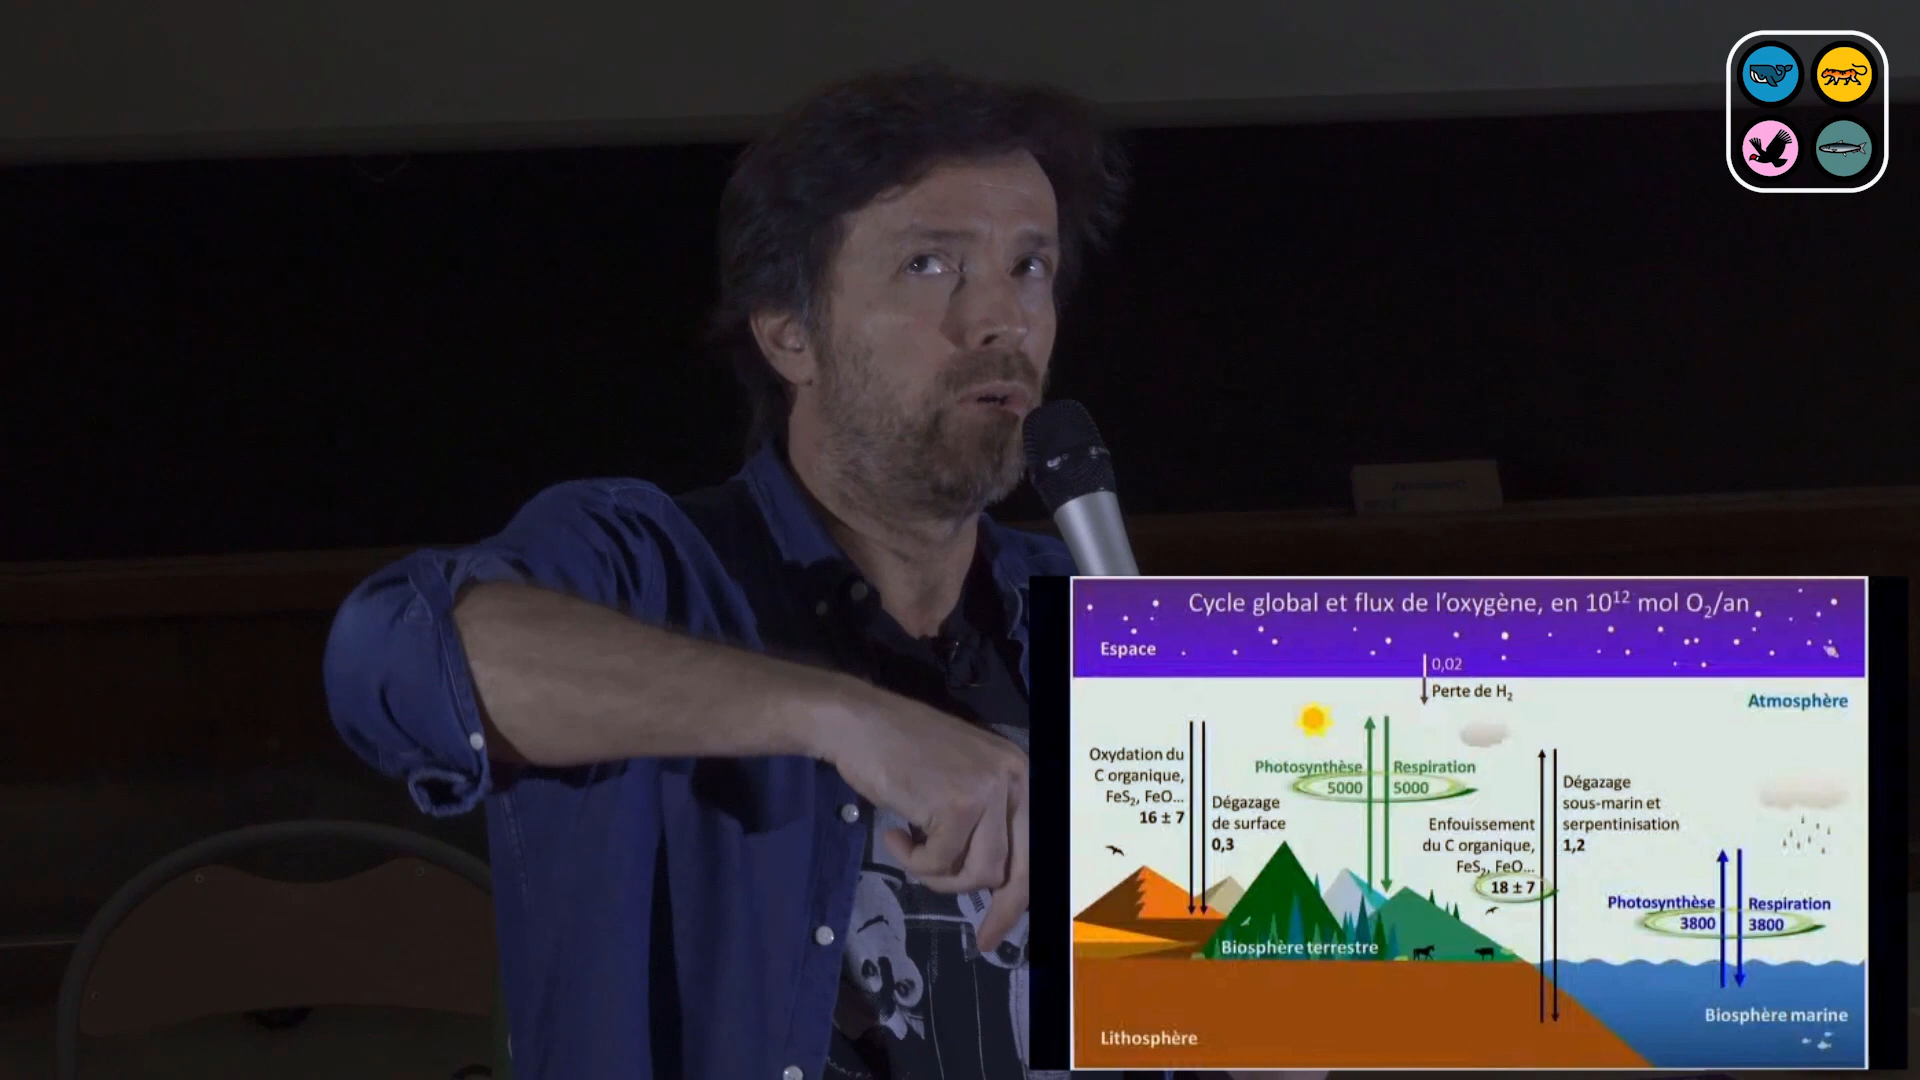 Cycle global et flux de l'oxygène, en 10¹² mol O₂/an
Espace
0,02
Perte de H₂
Atmosphère
Oxydation du
C organique,
FeS₂, FeO...
16 ± 7
Dégazage
de surface
0,3
Photosynthèse
5000
Respiration
5000
Enfouissement
du C organique,
FeS₂, FeO...
18 ± 7
Dégazage
sous-marin et
serpentinisation
1,2
Photosynthèse
3800
Respiration
3800
Biosphère terrestre
Biosphère marine
Lithosphère